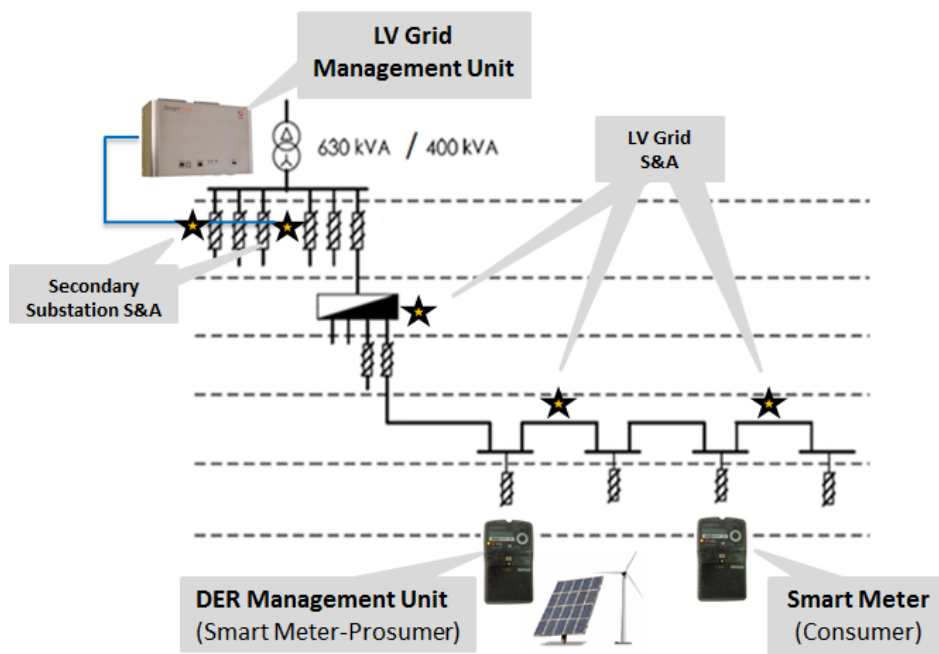 LV Grid
Management Unit
Smart
630 kVA / 400 kVA
LV Grid
S&A
Secondary
Substation S&A
DER Management Unit
(Smart Meter-Prosumer)
Smart Meter
(Consumer)